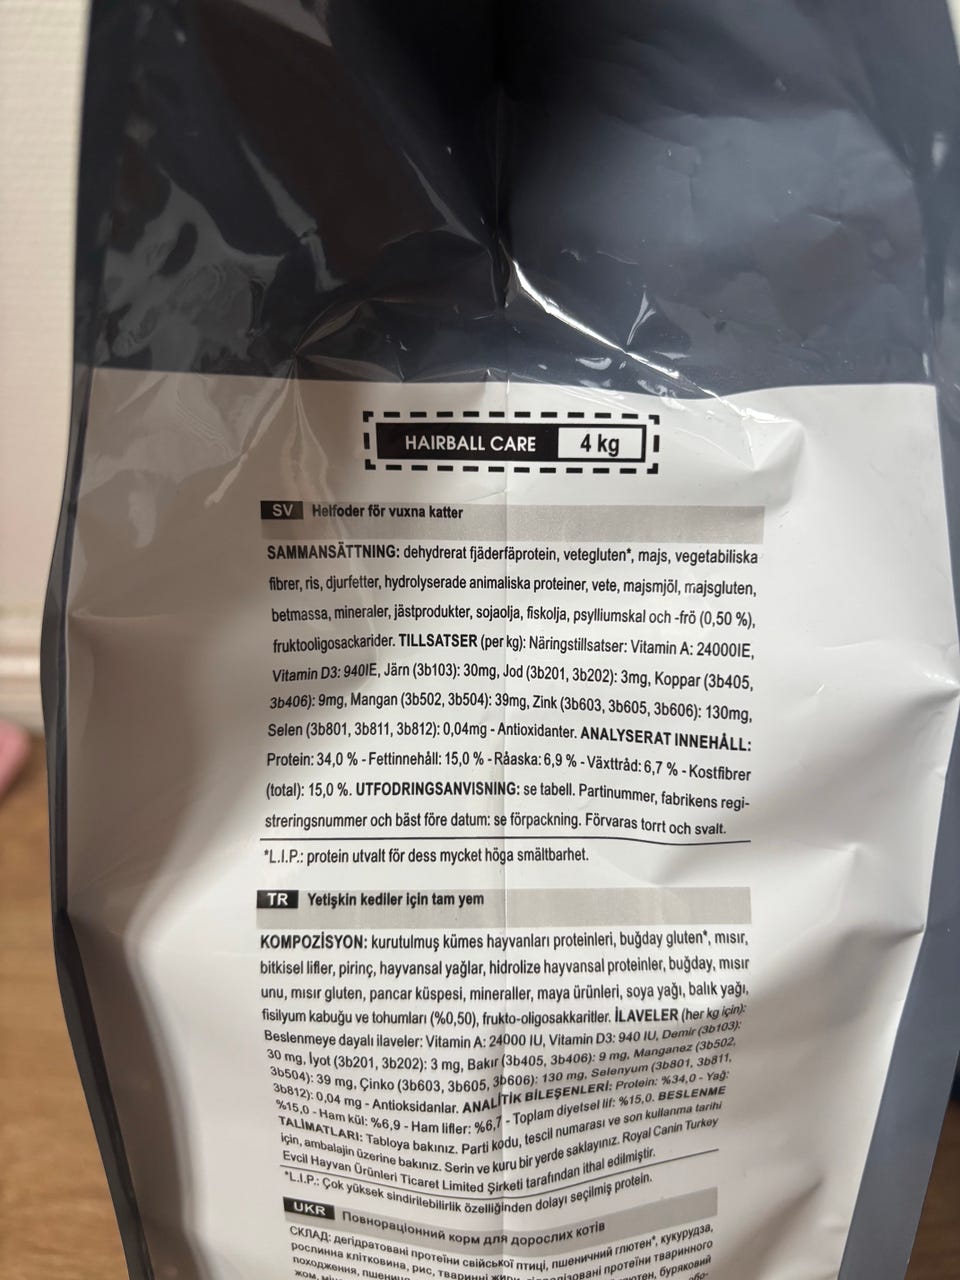 HAIRBALL CARE 4 kg
SV Helfoder för vuxna katter
SAMMANSÄTTNING: dehydrerat fjäderfäprotein, vetegluten*, majs, vegetabiliska
fibrer, ris, djurfetter, hydrolyserade animaliska proteiner, vete, majsmjöl, majsgluten,
betmassa, mineraler, jästprodukter, sojaolja, fiskolja, psylliumskal och -frö (0,50 %),
fruktooligosackarider. TILLSATSER (per kg): Näringstillsatser: Vitamin A: 24000IE,
Vitamin D3: 940IE, Järn (3b103): 30mg, Jod (3b201, 3b202): 3mg, Koppar (3b405,
3b406): 9mg, Mangan (3b502, 3b504): 39mg, Zink (3b603, 3b605, 3b606): 130mg,
Selen (3b801, 3b811, 3b812): 0,04mg - Antioxidanter. ANALYSERAT INNEHÅLL:
Protein: 34,0 % - Fettinnehåll: 15,0 % - Råaska: 6,9 % - Växttråd: 6,7 % - Kostfibrer
(total): 15,0 %. UTFODRINGSANVISNING: se tabell. Partinummer, fabrikens regi-
streringsnummer och bäst före datum: se förpackning. Förvaras torrt och svalt.
*L.I.P.: protein utvalt för dess mycket höga smältbarhet.
TR Yetişkin kediler için tam yem
KOMPOZİSYON: kurutulmuş kümes hayvanları proteinleri, buğday gluten*, mısır,
bitkisel lifler, pirinç, hayvansal yağlar, hidrolize hayvansal proteinler, buğday, mısır
unu, mısır gluten, pancar küspesi, mineraller, maya ürünleri, soya yağı, balık yağı,
fisilyum kabuğu ve tohumları (%0,50), frukto-oligosakkaritler. İLAVELER (her kg için):
Beslenmeye dayalı ilaveler: Vitamin A: 24000 IU, Vitamin D3: 940 IU, Demir (3b103):
30 mg, İyot (3b201, 3b202): 3 mg, Bakır (3b405, 3b406): 9 mg, Manganez (3b502,
3b504): 39 mg, Çinko (3b603, 3b605, 3b606): 130 mg, Selenyum (3b801, 3b811,
3b812): 0,04 mg - Antioksidanlar. ANALİTİK BİLEŞENLERİ: Protein: %34,0 - Yağ:
%15,0 - Ham kül: %6,9 - Ham lifler: %6,7 - Toplam diyetsel lif: %15,0. BESLENME
TALİMATLARI: Tabloya bakınız. Parti kodu, tescil numarası ve son kullanma tarihi
için, ambalajin üzerine bakınız. Serin ve kuru bir yerde saklayınız. Royal Canin Turkey
Evcil Hayvan Ürünleri Ticaret Limited Şirketi tarafından ithal edilmiştir.
*L.I.P.: Çok yüksek sindirilebilirlik özelliğinden dolayı seçilmiş protein.
UKR Повнораціонний корм для дорослих котів
СКЛАД: дегідратовані протеїни свійської птиці, пшеничний глютен*, кукурудза,
рослинна клітковина, рис, тваринні жири, гідролізовані протеїни тваринного
походження, пшениця буряковий
жом,